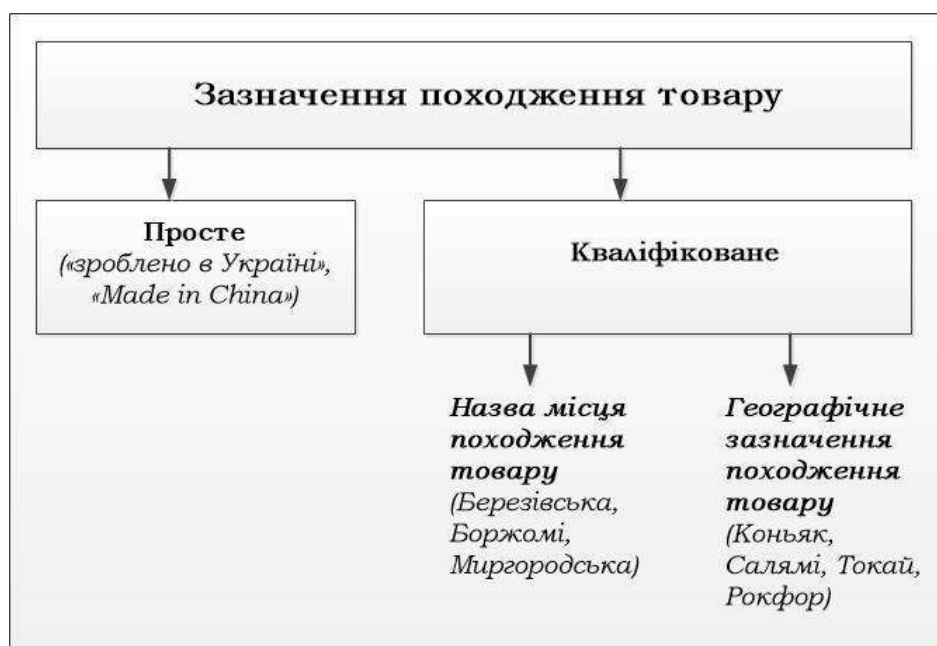 Зазначення походження товару
Просте
(«зроблено в Україні»,
«Made in China»)
Кваліфіковане
Назва місця
походження
товару
(Березівська,
Боржомі,
Миргородська)
Географічне
зазначення
походження
товару
(Коньяк,
Салямі, Токай,
Рокфор)